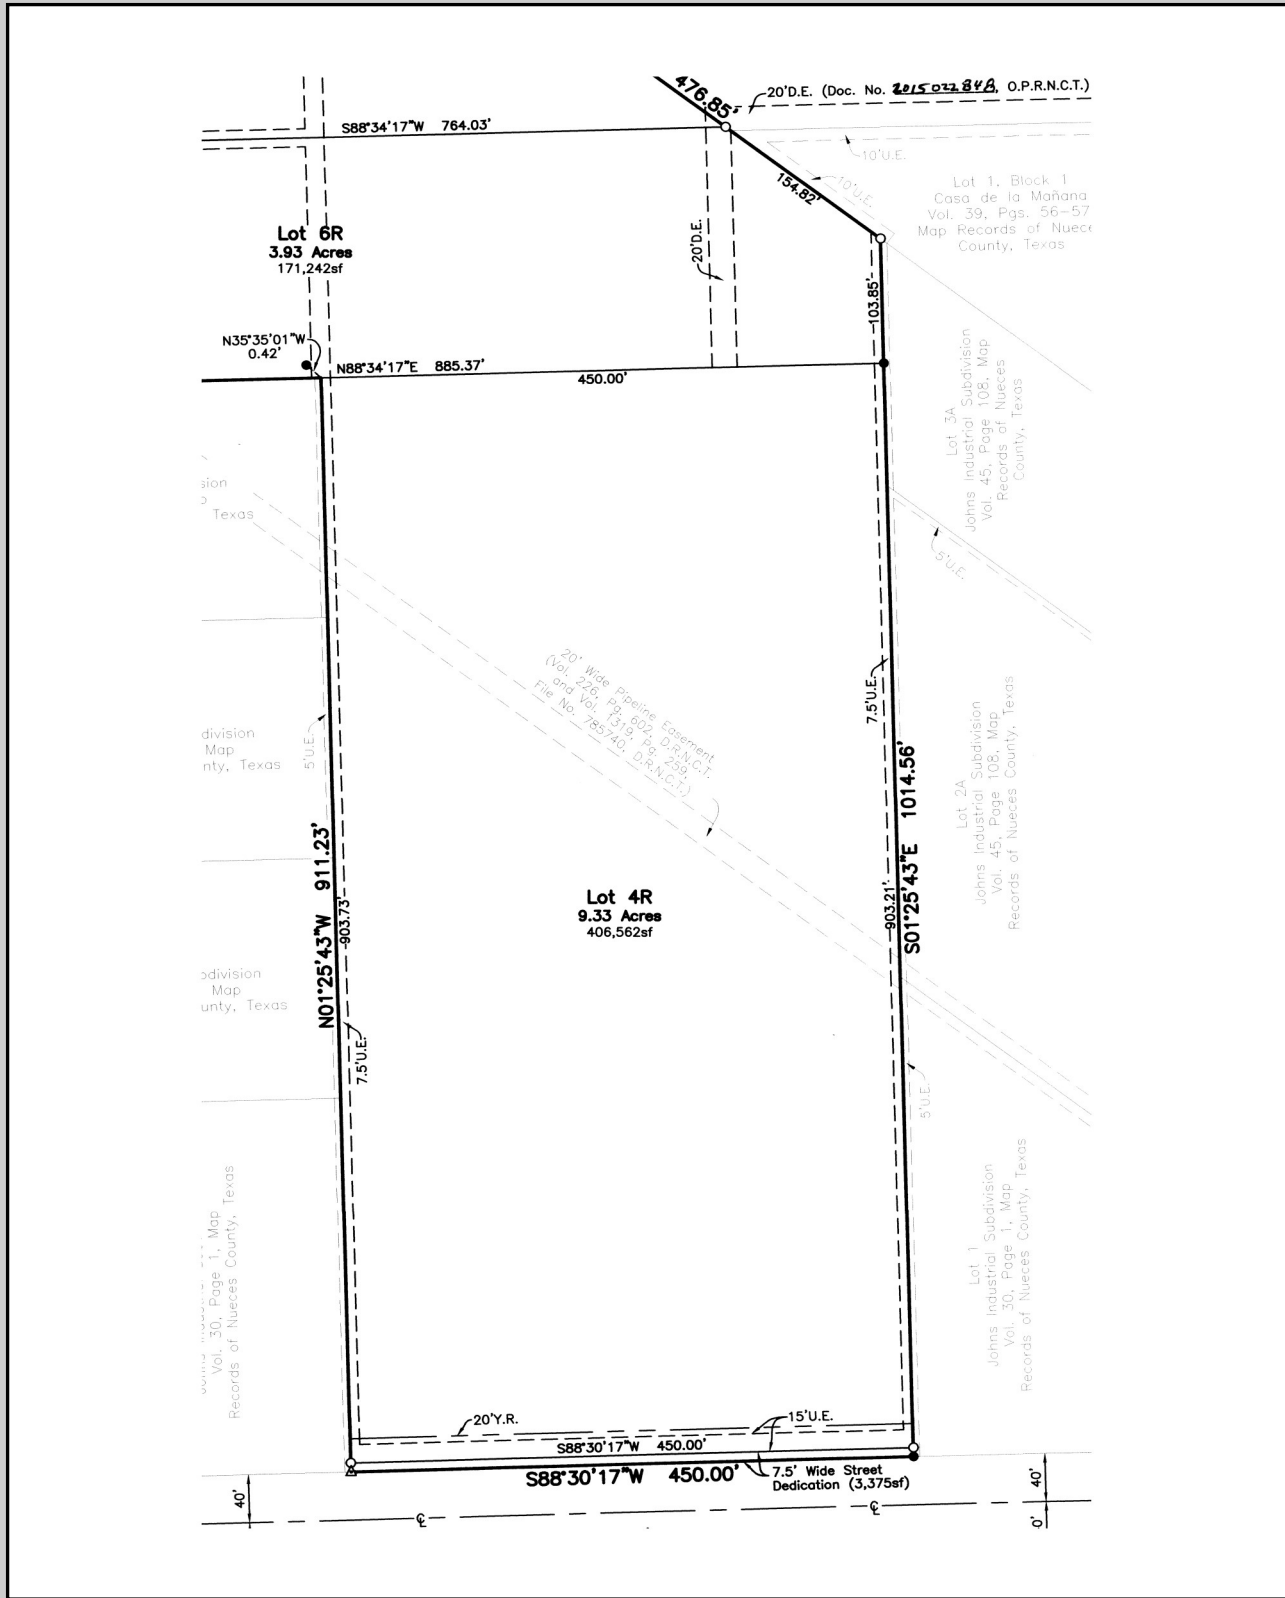 476.85'
20'D.E. (Doc. No. 2015022848, O.P.R.N.C.T.)
S88°34'17"W 764.03'
10'U.E.
10'U.E.
154.82'
Lot 1, Block 1
Casa de la Mañana
Vol. 39, Pgs. 56-57
Map Records of Nuece
County, Texas
Lot 6R
3.93 Acres
171,242sf
20'D.E.
103.85'
N35°35'01"W
0.42'
N88°34'17"E 885.37'
450.00'
Lot 3A
Johns Industrial Subdivision
Vol. 45, Page 108, Map
Records of Nueces
County, Texas
sion
Texas
5'U.E.
20' Wide Pipeline Easement
(Vol. 226, Pg. 602, D.R.N.C.T.
and Vol. 1319, Pg. 259,
File No. 785740, D.R.N.C.T.)
7.5'U.E.
division
Map
nty, Texas
5'U.E.
Lot 2A
Johns Industrial Subdivision
Vol. 45, Page 108, Map
Records of Nueces County, Texas
N01°25'43"W 911.23'
903.73'
S01°25'43"E 1014.56'
903.21'
Lot 4R
9.33 Acres
406,562sf
odivision
Map
unty, Texas
7.5'U.E.
5'U.E.
Vol. 30, Page 1, Map
Records of Nueces County, Texas
Lot 1
Johns Industrial Subdivision
Vol. 30, Page 1, Map
Records of Nueces County, Texas
20'Y.R.
15'U.E.
S88°30'17"W 450.00'
S88°30'17"W 450.00'
7.5' Wide Street
Dedication (3,375sf)
40'
40'
0'